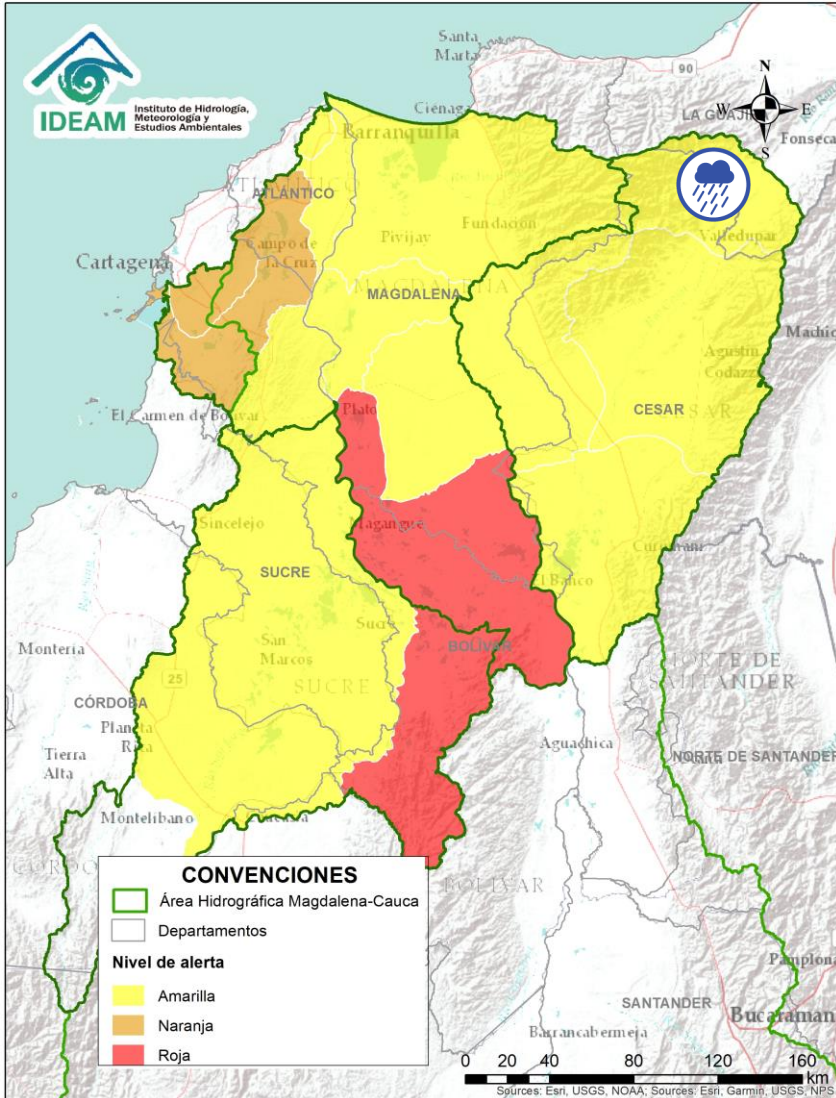 IDEAM
Instituto de Hidrología,
Meteorología y
Estudios Ambientales
Santa
Marta
90
N
W
E
S
LA GUAJIRA
Fonseca
Ciénaga
Barranquilla
ATLÁNTICO
Fundación
Valledupar
Campo de
la Cruz
Pivijay
Cartagena
MAGDALENA
Agustín
Codazzi
CESAR
El Carmen de Bolívar
Plato
Sincelejo
Magangué
SUCRE
El Banco
Sucre
San
Marcos
SUCRE
BOLÍVAR
Montería
25
CÓRDOBA
Planeta
Rica
Tierra
Alta
Aguachica
NORTE DE
SANTANDER
NORTE DE SANTANDER
Montelibano
BOLÍVAR
CONVENCIONES
Área Hidrográfica Magdalena-Cauca
Departamentos
Nivel de alerta
Amarilla
Naranja
Roja
Pamplona
SANTANDER
Bucaraman
Barrancabermeja
0 20 40 80 120 160
km
Sources: Esri, USGS, NOAA; Sources: Esri, Garmin, USGS, NPS